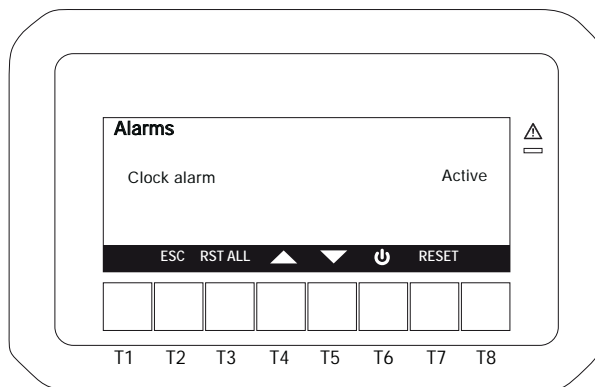 Alarms
Clock alarm Active
ESC RST ALL RESET
T1 T2 T3 T4 T5 T6 T7 T8